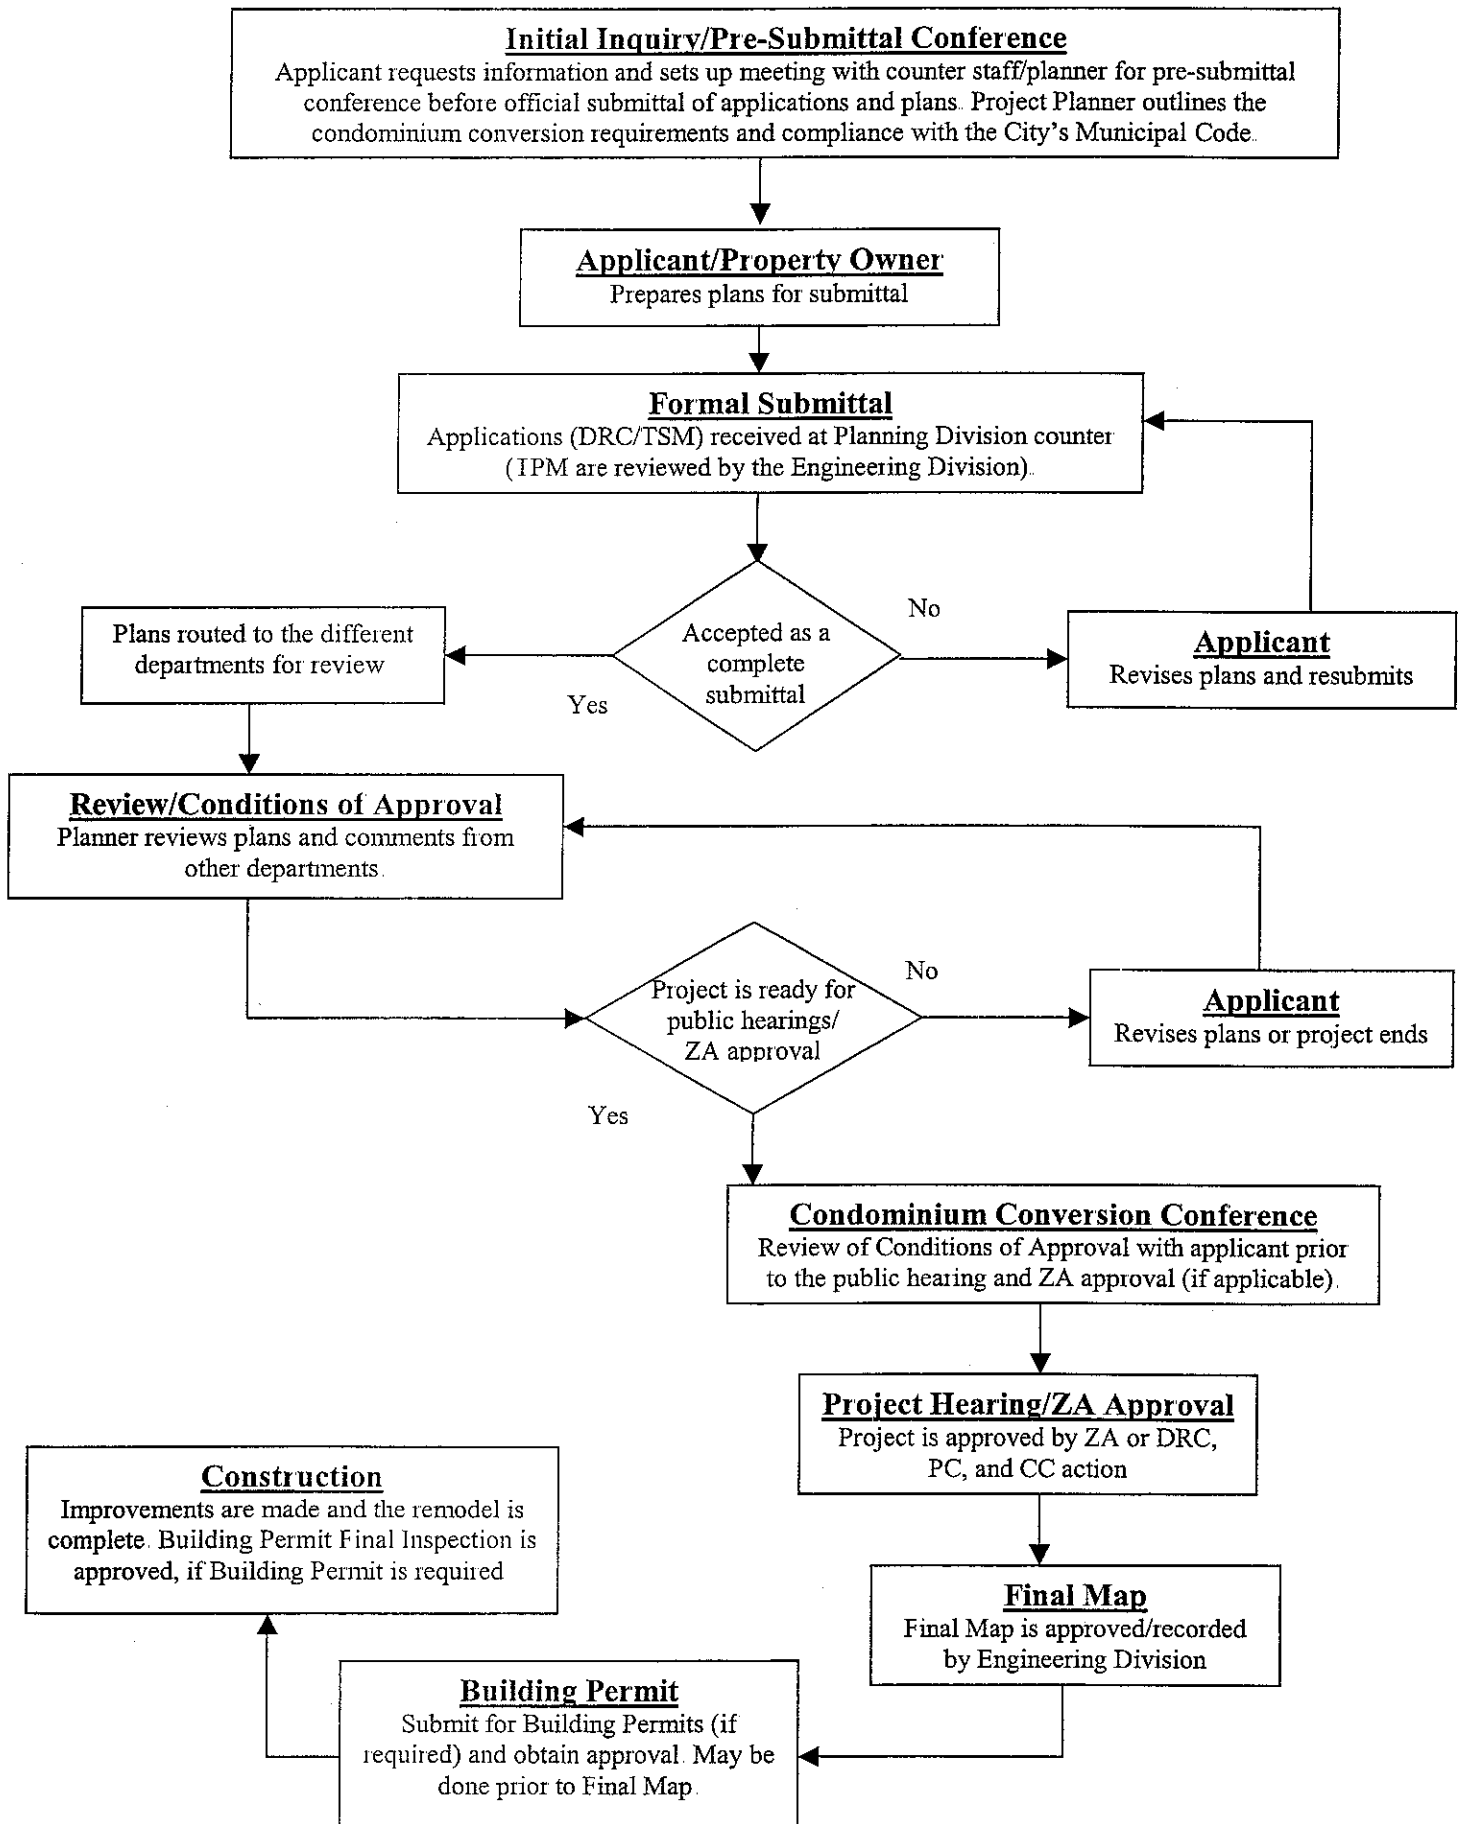 Initial Inquiry/Pre-Submittal Conference
Applicant requests information and sets up meeting with counter staff/planner for pre-submittal
conference before official submittal of applications and plans. Project Planner outlines the
condominium conversion requirements and compliance with the City's Municipal Code.
Applicant/Property Owner
Prepares plans for submittal
Formal Submittal
Applications (DRC/TSM) received at Planning Division counter
(TPM are reviewed by the Engineering Division).
Accepted as a
complete
submittal
No
Applicant
Revises plans and resubmits
Yes
Plans routed to the different
departments for review
Review/Conditions of Approval
Planner reviews plans and comments from
other departments.
Project is ready for
public hearings/
ZA approval
No
Applicant
Revises plans or project ends
Yes
Condominium Conversion Conference
Review of Conditions of Approval with applicant prior
to the public hearing and ZA approval (if applicable).
Project Hearing/ZA Approval
Project is approved by ZA or DRC,
PC, and CC action
Final Map
Final Map is approved/recorded
by Engineering Division
Building Permit
Submit for Building Permits (if
required) and obtain approval. May be
done prior to Final Map.
Construction
Improvements are made and the remodel is
complete. Building Permit Final Inspection is
approved, if Building Permit is required